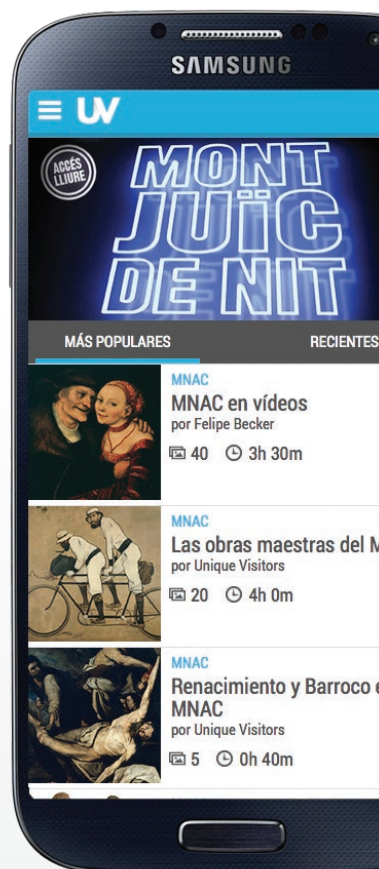 SAMSUNG
UV
ACCÉS
LLIURE
MONT
JUÏC
DE NIT
MÁS POPULARES
RECIENTES
MNAC
MNAC en vídeos
por Felipe Becker
40 3h 30m
MNAC
Las obras maestras del M
por Unique Visitors
20 4h 0m
MNAC
Renacimiento y Barroco e
MNAC
por Unique Visitors
5 0h 40m